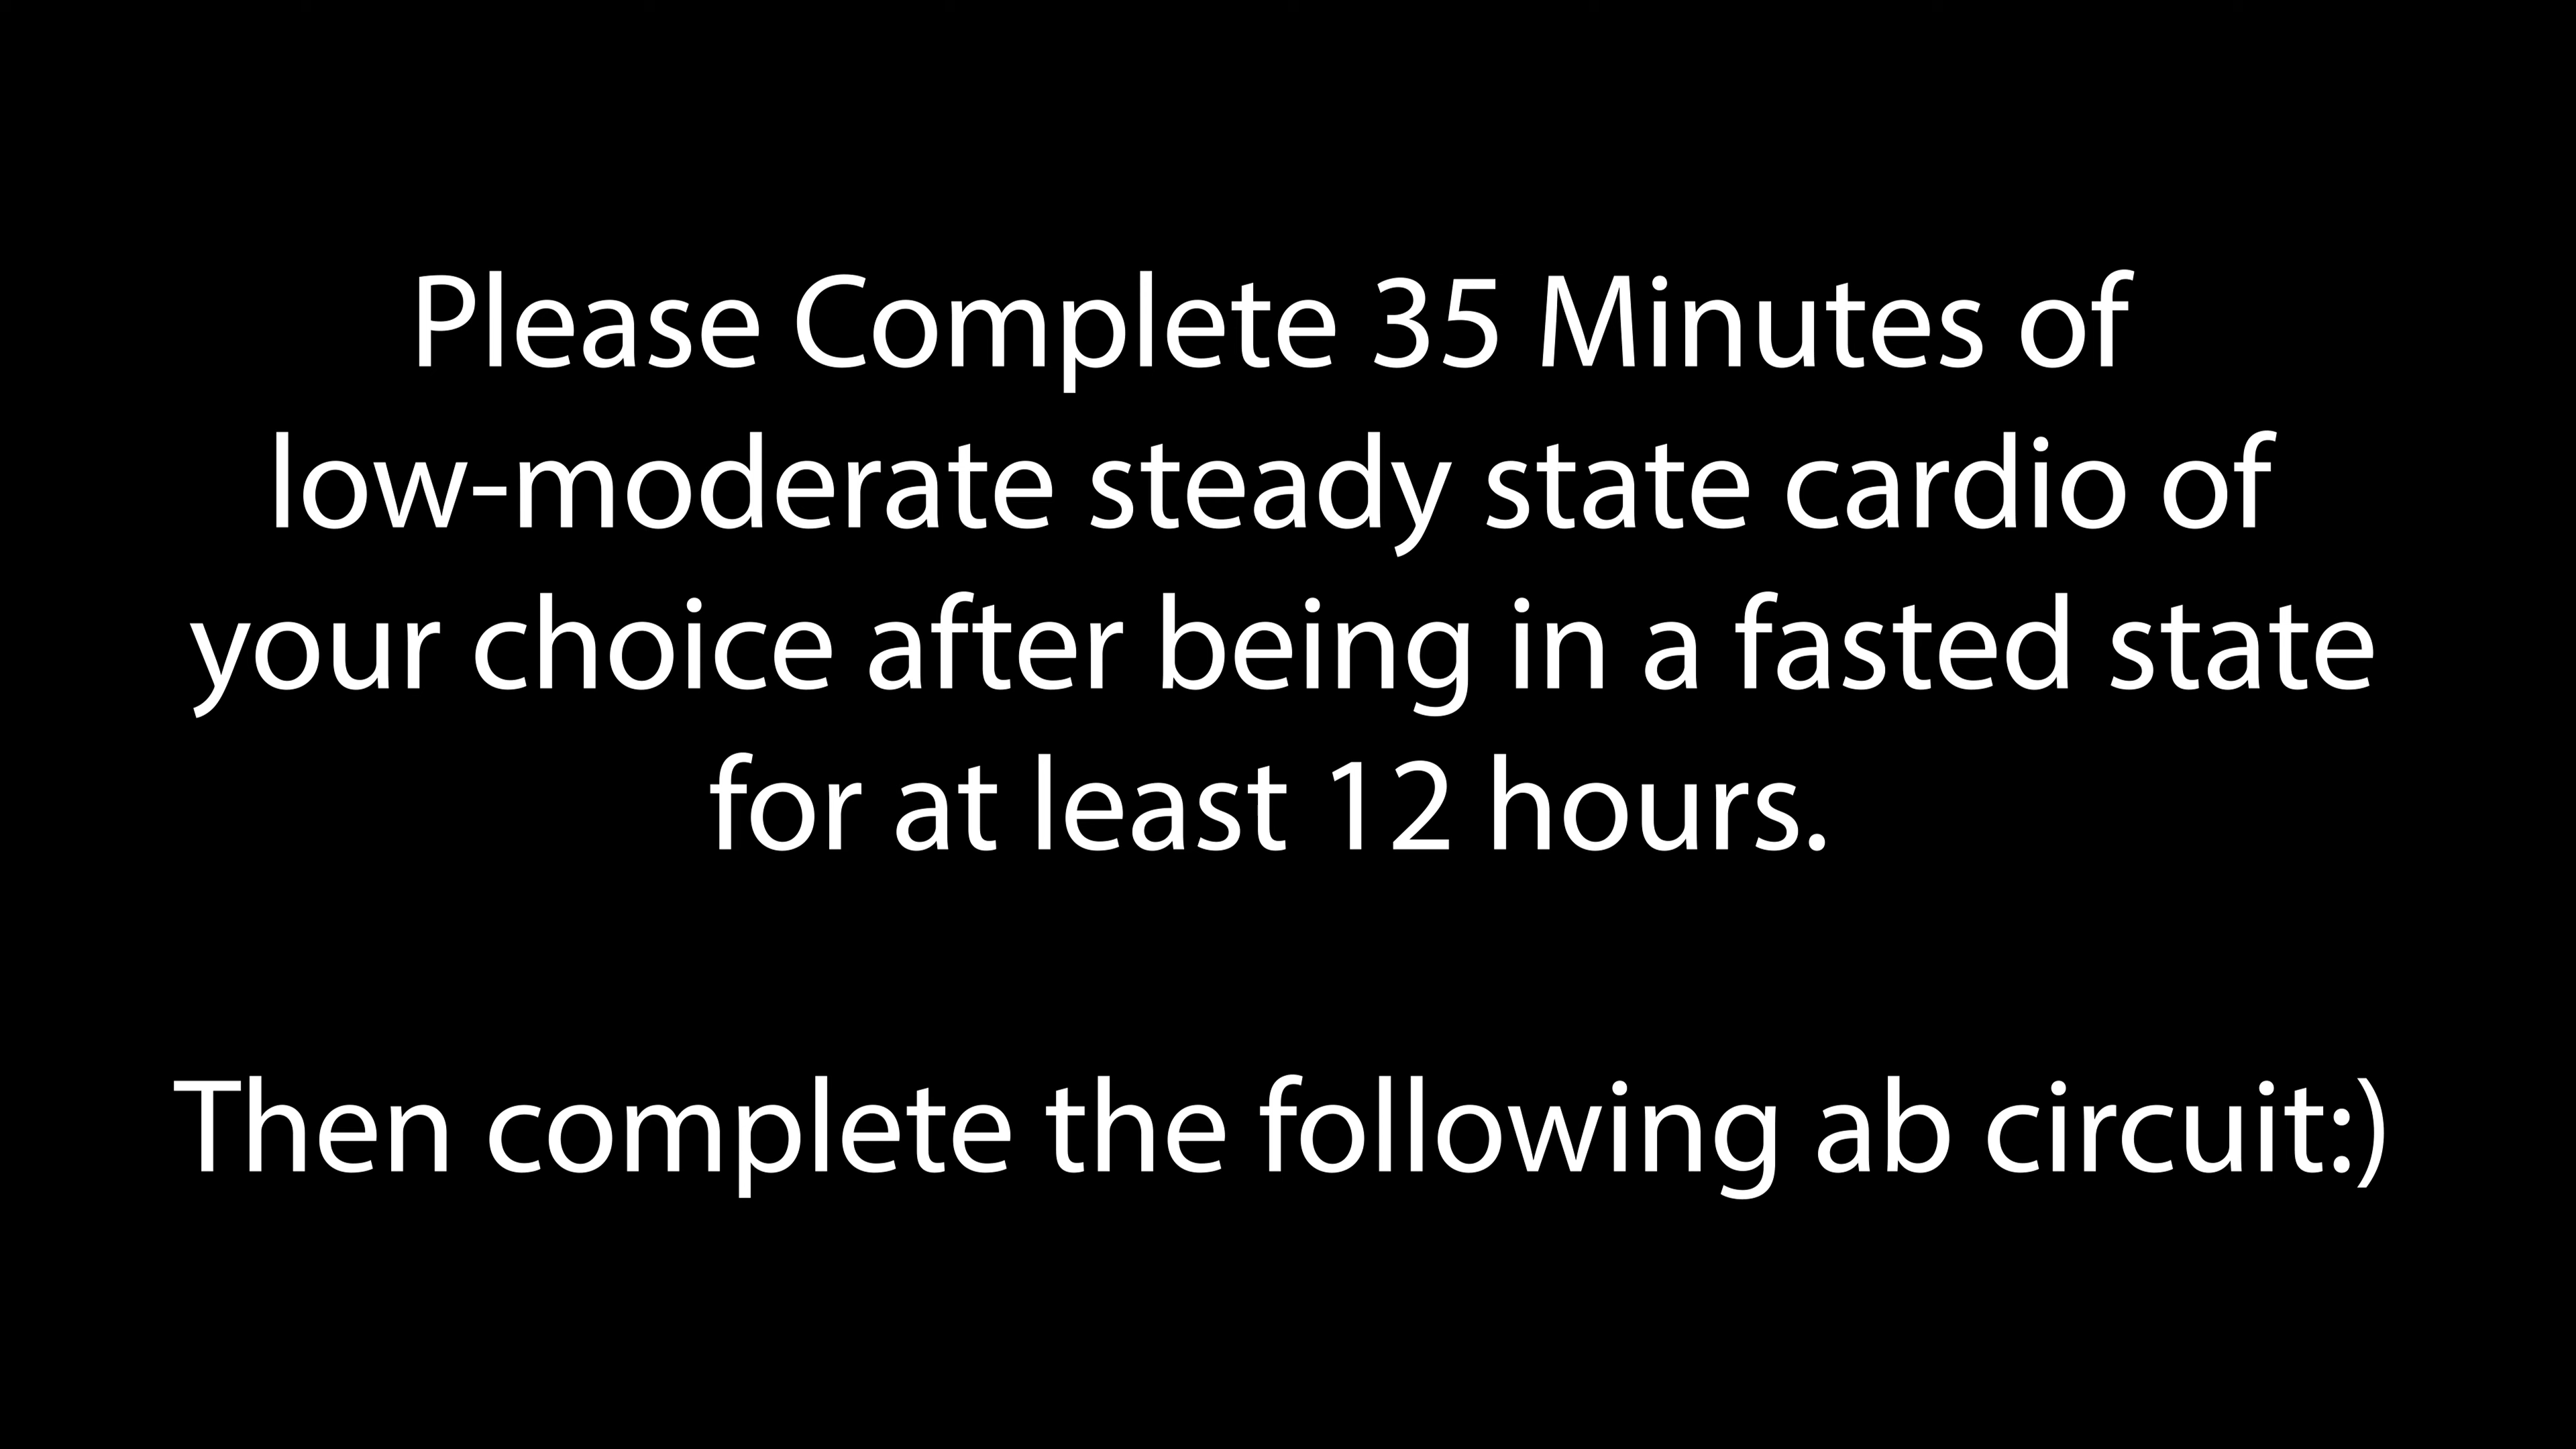 Please Complete 35 Minutes of
low-moderate steady state cardio of
your choice after being in a fasted state
for at least 12 hours.
Then complete the following ab circuit:)